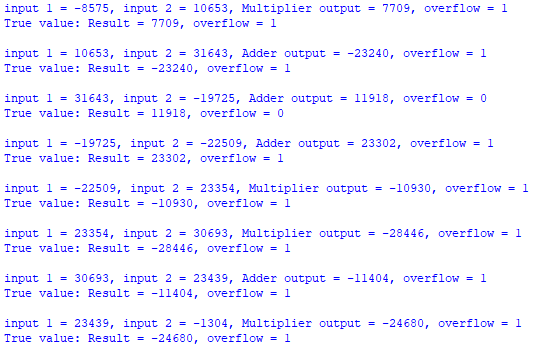 input 1 = -8575, input 2 = 10653, Multiplier output = 7709, overflow = 1
True value: Result = 7709, overflow = 1
input 1 = 10653, input 2 = 31643, Adder output = -23240, overflow = 1
True value: Result = -23240, overflow = 1
input 1 = 31643, input 2 = -19725, Adder output = 11918, overflow = 0
True value: Result = 11918, overflow = 0
input 1 = -19725, input 2 = -22509, Adder output = 23302, overflow = 1
True value: Result = 23302, overflow = 1
input 1 = -22509, input 2 = 23354, Multiplier output = -10930, overflow = 1
True value: Result = -10930, overflow = 1
input 1 = 23354, input 2 = 30693, Multiplier output = -28446, overflow = 1
True value: Result = -28446, overflow = 1
input 1 = 30693, input 2 = 23439, Adder output = -11404, overflow = 1
True value: Result = -11404, overflow = 1
input 1 = 23439, input 2 = -1304, Multiplier output = -24680, overflow = 1
True value: Result = -24680, overflow = 1